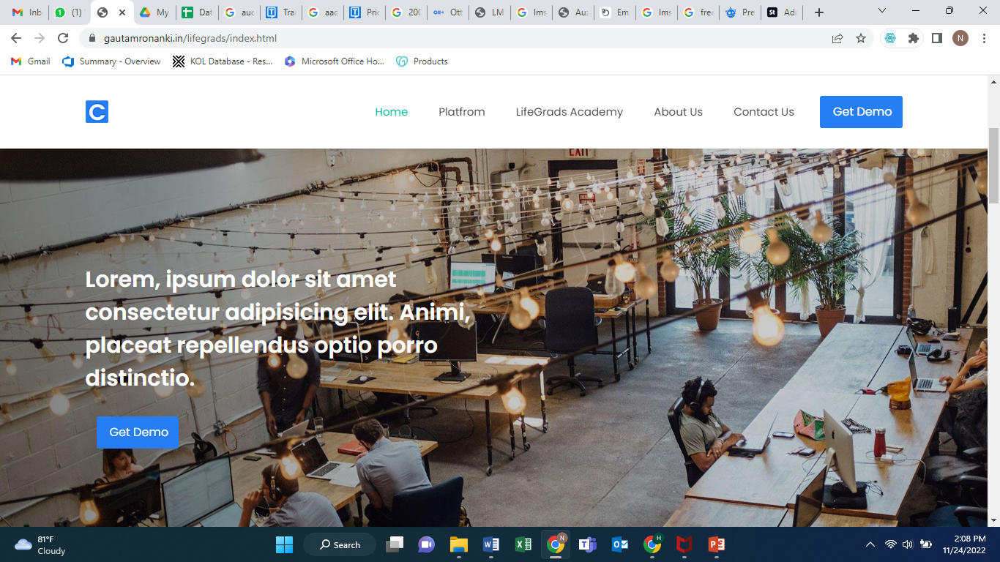 Inb
(1)
My
Dat
auc
Tra
aac
Pric
200
Ott
LM
Ims
Au
Em
Ims
free
Pre
St
Ad
gautamronanki.in/lifegrads/index.html
N
Gmail
Summary - Overview
KOL Database - Res...
Microsoft Office Ho...
Products
C
Home
Platfrom
LifeGrads Academy
About Us
Contact Us
Get Demo
EXIT
Lorem, ipsum dolor sit amet
consectetur adipisicing elit. Animi,
placeat repellendus optio porro
distinctio.
Get Demo
81°F
Cloudy
Search
2:08 PM
11/24/2022